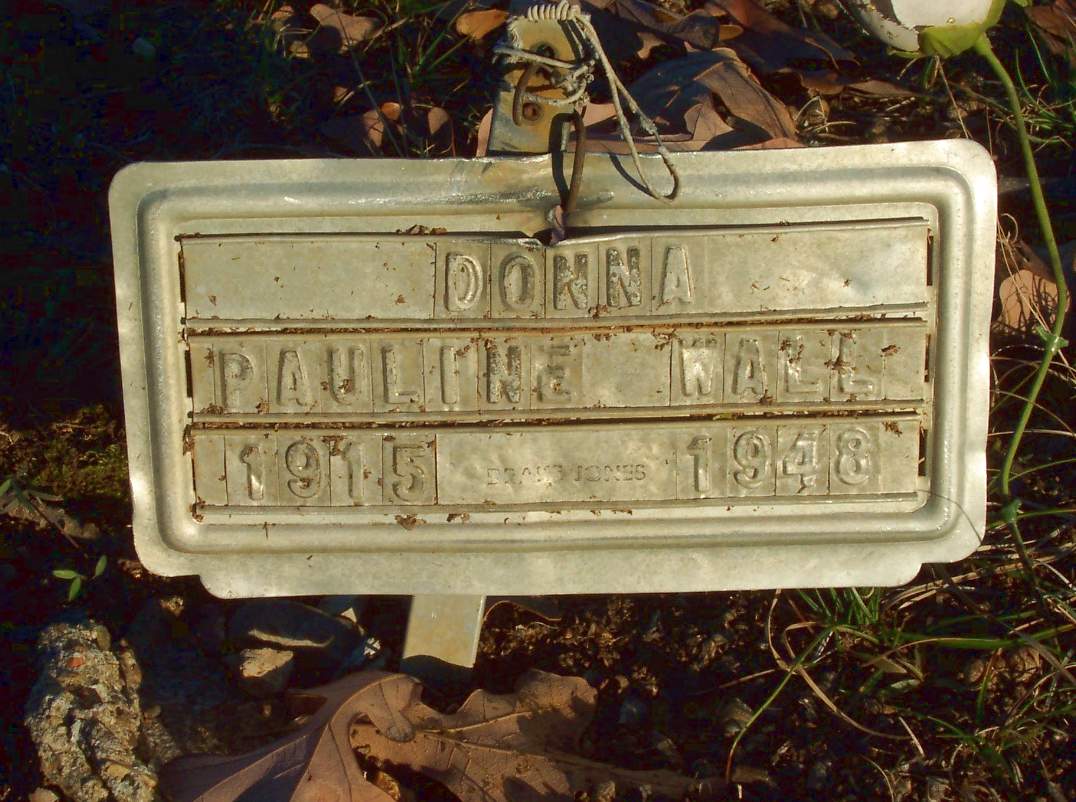 DONNA
PAULINE WALL
1915 DRAKE JONES 1948